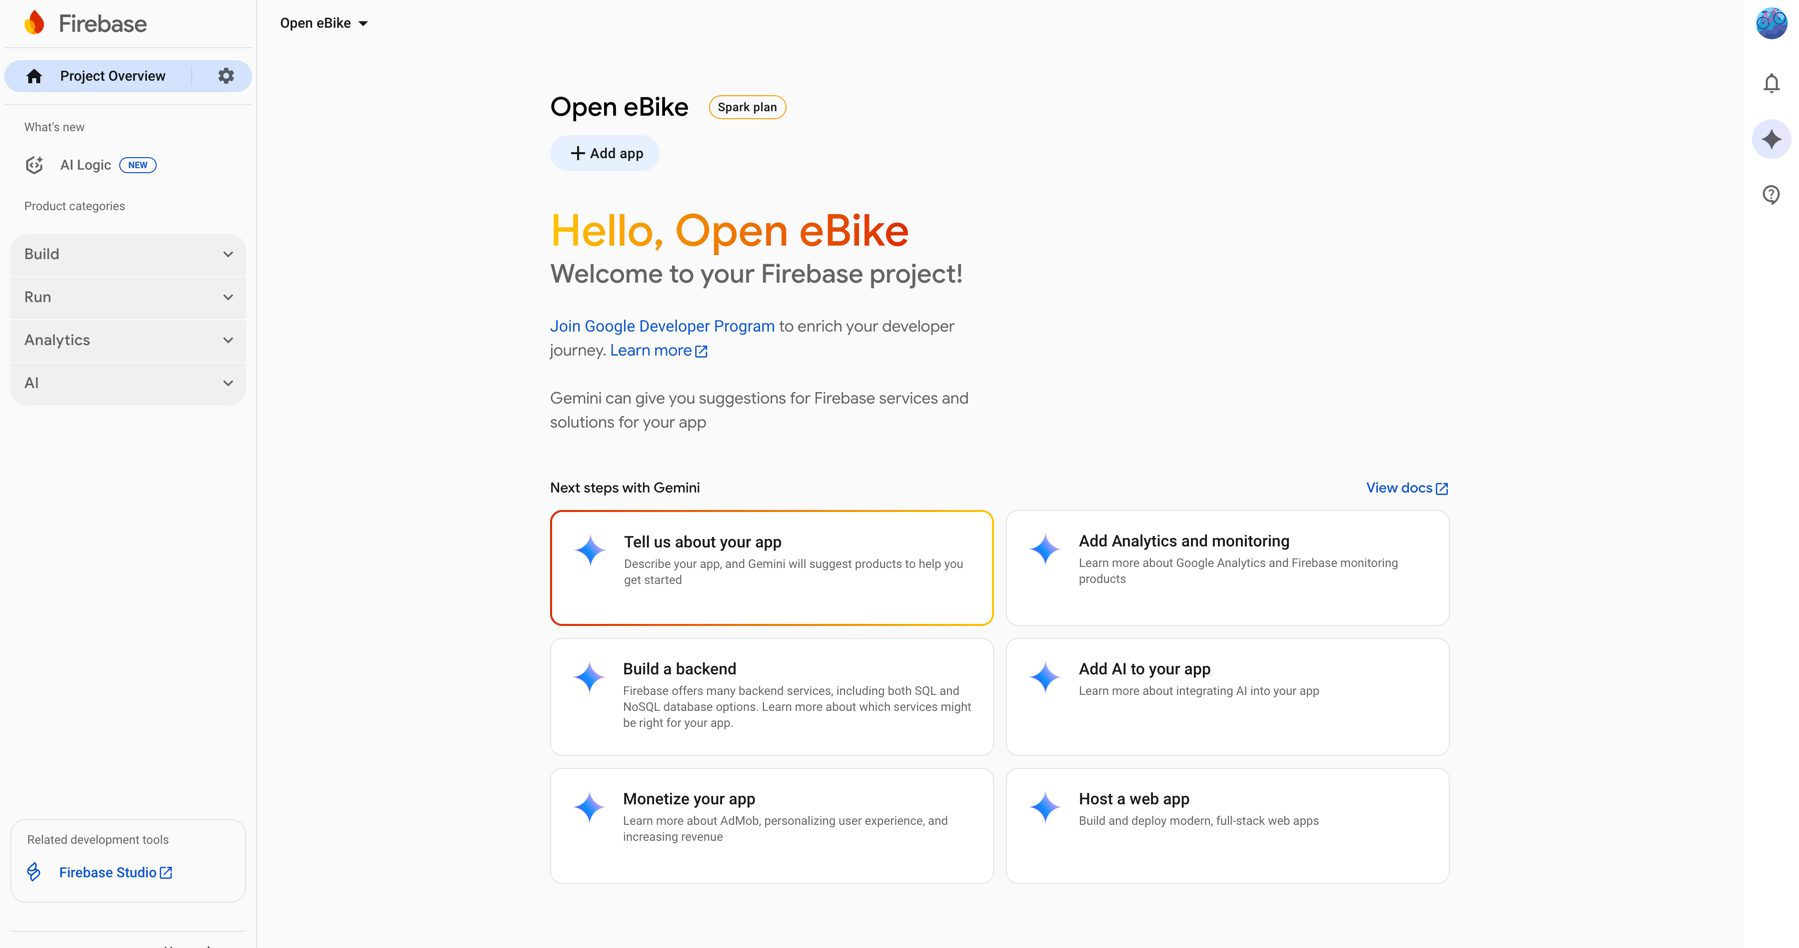 Firebase
Project Overview
What's new
AI Logic NEW
Product categories
Build
Run
Analytics
AI
Related development tools
Firebase Studio
Open eBike
Open eBike Spark plan
Add app
Hello, Open eBike
Welcome to your Firebase project!
Join Google Developer Program to enrich your developer
journey. Learn more
Gemini can give you suggestions for Firebase services and
solutions for your app
Next steps with Gemini
View docs
Tell us about your app
Describe your app, and Gemini will suggest products to help you
get started
Add Analytics and monitoring
Learn more about Google Analytics and Firebase monitoring
products
Build a backend
Firebase offers many backend services, including both SQL and
NoSQL database options. Learn more about which services might
be right for your app.
Add AI to your app
Learn more about integrating AI into your app
Monetize your app
Learn more about AdMob, personalizing user experience, and
increasing revenue
Host a web app
Build and deploy modern, full-stack web apps